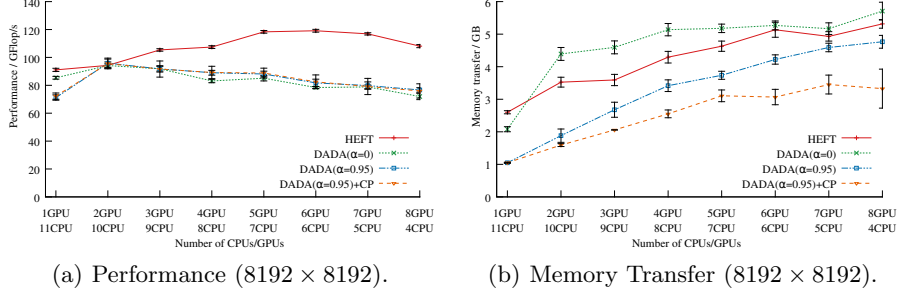 140
120
100
80
60
40
20
0
Performance / GFlop/s
HEFT
DADA(α=0)
DADA(α=0.95)
DADA(α=0.95)+CP
1GPU 2GPU 3GPU 4GPU 5GPU 6GPU 7GPU 8GPU
11CPU 10CPU 9CPU 8CPU 7CPU 6CPU 5CPU 4CPU
Number of CPUs/GPUs
(a) Performance (8192 × 8192).
6
5
4
3
2
1
0
Memory transfer / GB
HEFT
DADA(α=0)
DADA(α=0.95)
DADA(α=0.95)+CP
1GPU 2GPU 3GPU 4GPU 5GPU 6GPU 7GPU 8GPU
11CPU 10CPU 9CPU 8CPU 7CPU 6CPU 5CPU 4CPU
Number of CPUs/GPUs
(b) Memory Transfer (8192 × 8192).